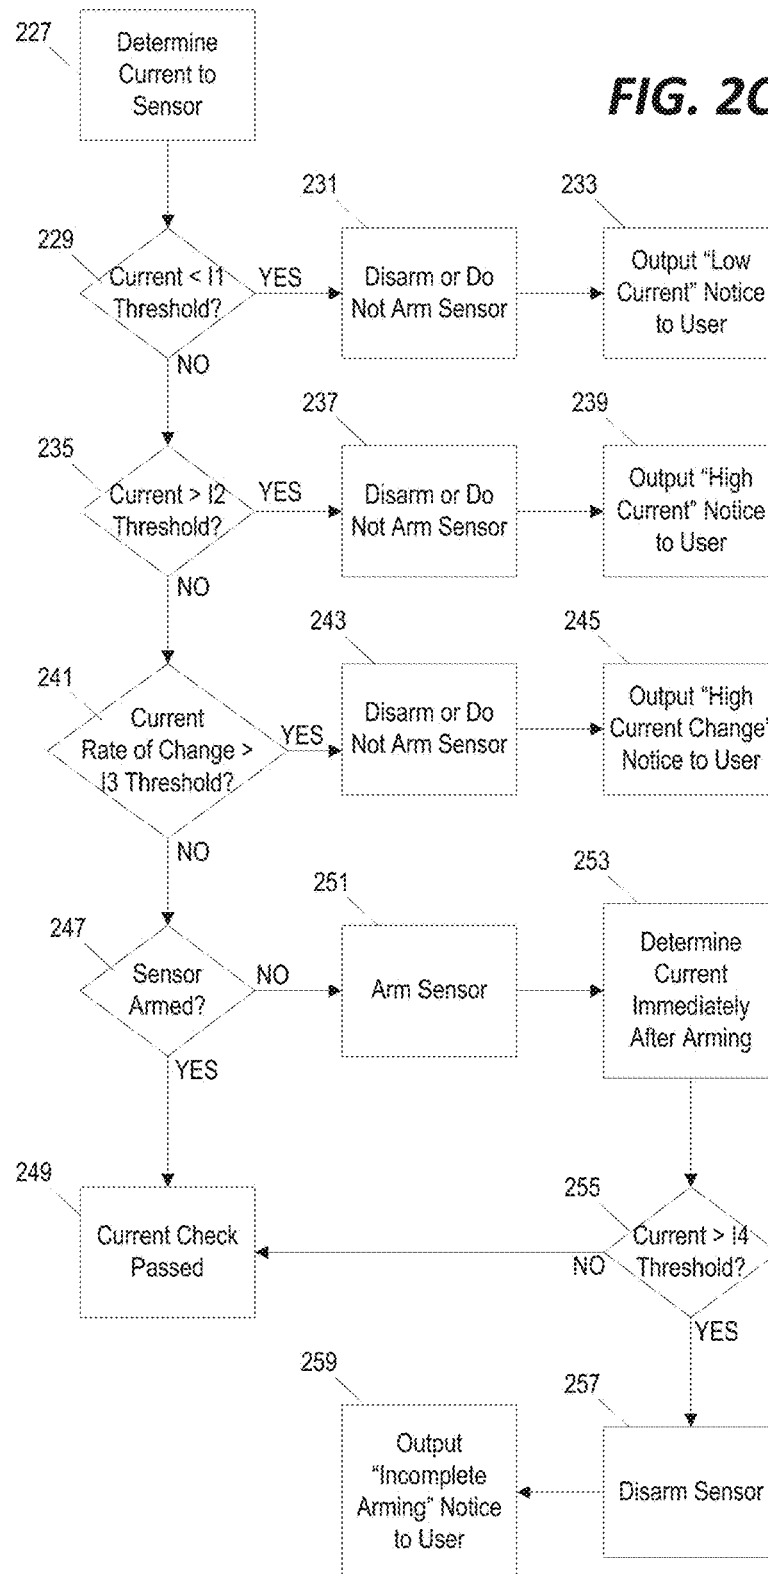 227
Determine
Current to
Sensor
FIG. 2C
229
Current < I1
Threshold?
YES
NO
231
Disarm or Do
Not Arm Sensor
233
Output “Low
Current” Notice
to User
235
Current > I2
Threshold?
YES
NO
237
Disarm or Do
Not Arm Sensor
239
Output “High
Current” Notice
to User
241
Current
Rate of Change >
I3 Threshold?
YES
NO
243
Disarm or Do
Not Arm Sensor
245
Output “High
Current Change”
Notice to User
247
Sensor
Armed?
NO
YES
251
Arm Sensor
253
Determine
Current
Immediately
After Arming
249
Current Check
Passed
255
Current > I4
Threshold?
NO
YES
257
Disarm Sensor
259
Output
“Incomplete
Arming” Notice
to User